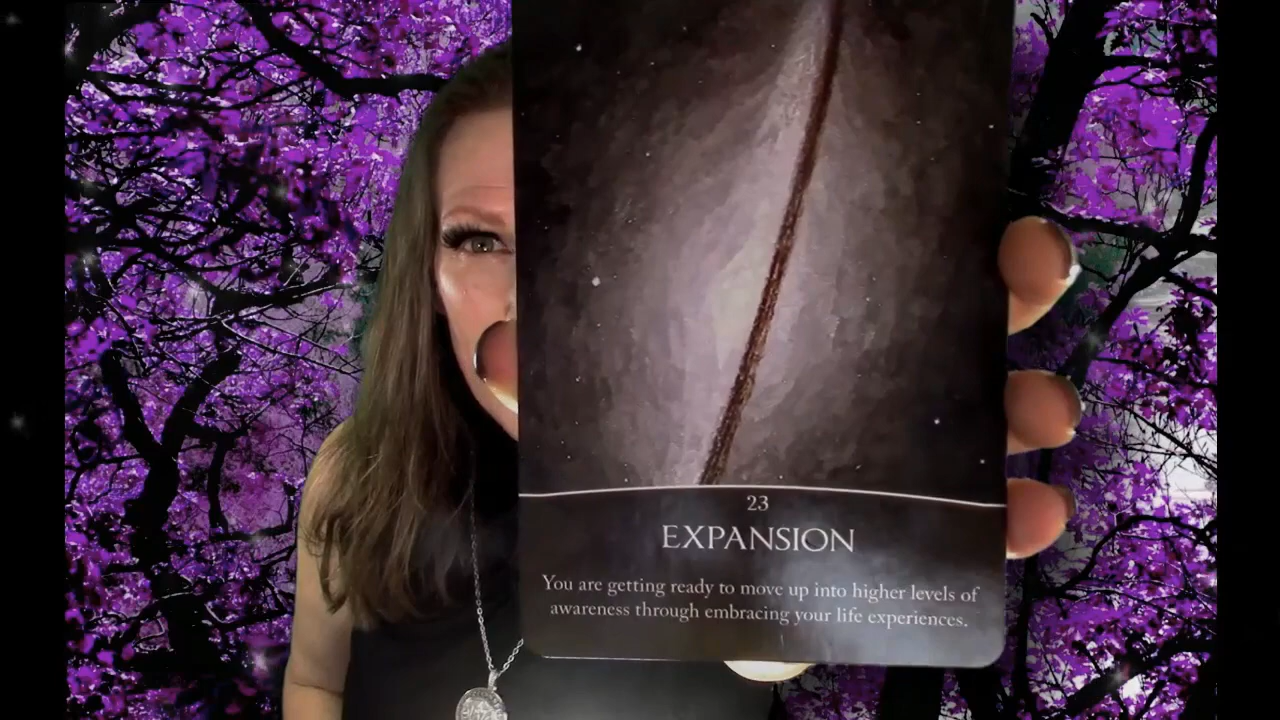 23
EXPANSION
You are getting ready to move up into higher levels of
awareness through embracing your life experiences.